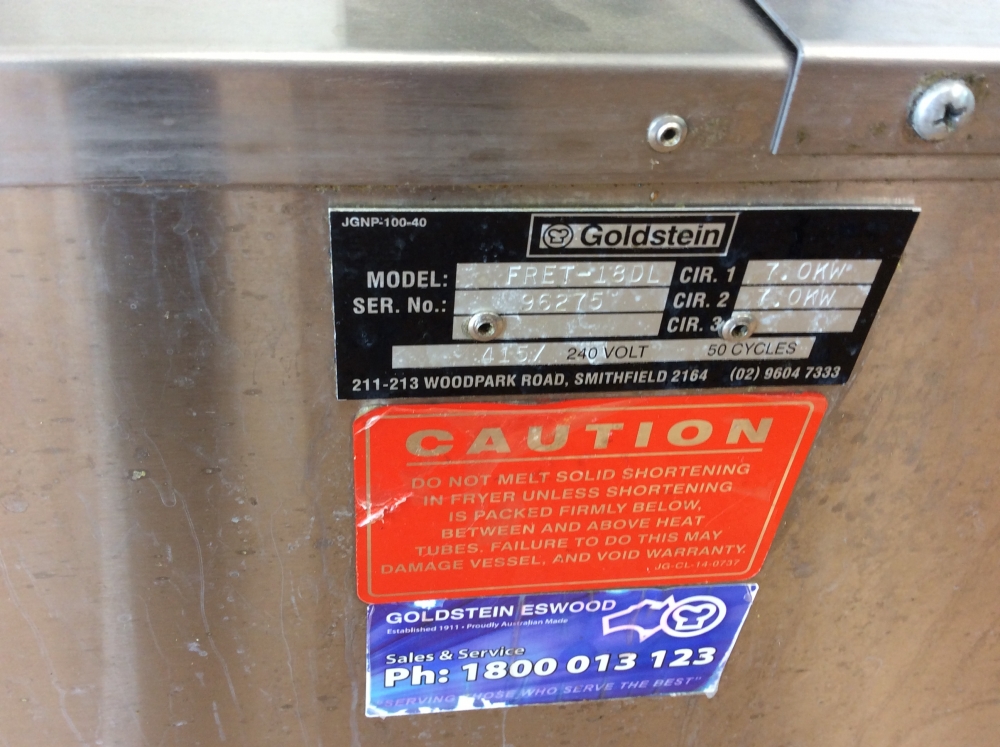 JGNP-100-40
Goldstein
MODEL: FRET-18DL CIR. 1 7.0KW
SER. No.: 96275 CIR. 2 7.0KW
CIR. 3
415/ 240 VOLT 50 CYCLES
211-213 WOODPARK ROAD, SMITHFIELD 2164 (02) 9604 7333
CAUTION
DO NOT MELT SOLID SHORTENING
IN FRYER UNLESS SHORTENING
IS PACKED FIRMLY BELOW,
BETWEEN AND ABOVE HEAT
TUBES. FAILURE TO DO THIS MAY
DAMAGE VESSEL, AND VOID WARRANTY.
JG-CL-14-0737
GOLDSTEIN ESWOOD
Established 1911 • Proudly Australian Made
Sales & Service
Ph: 1800 013 123
"SERVING THOSE WHO SERVE THE BEST"